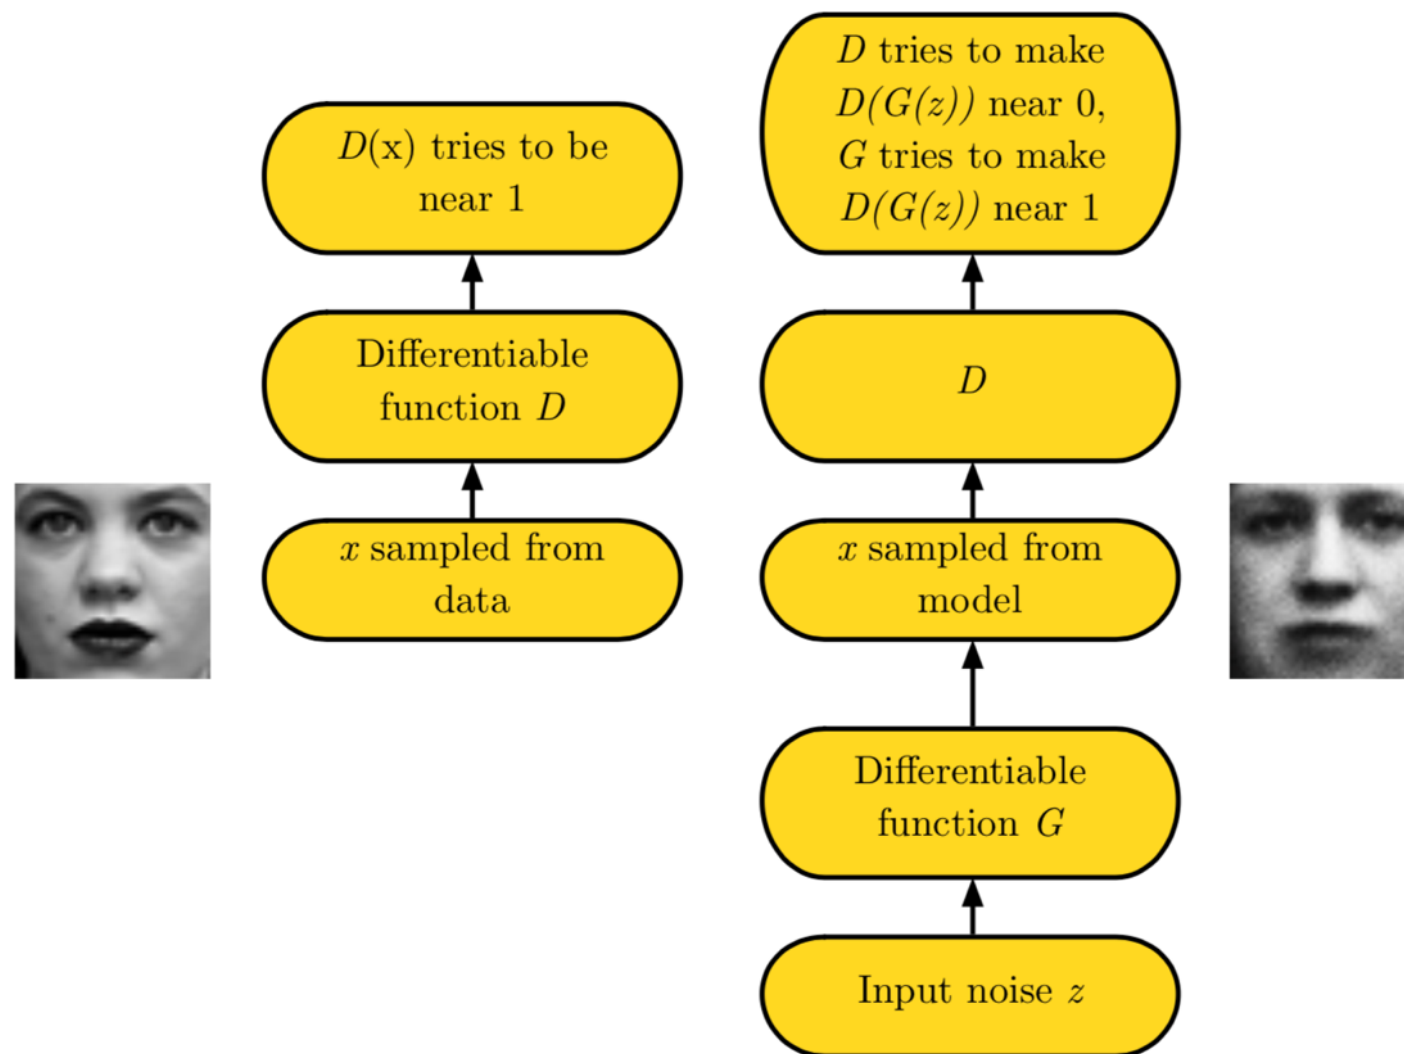 D(x) tries to be
near 1
Differentiable
function D
x sampled from
data
D tries to make
D(G(z)) near 0,
G tries to make
D(G(z)) near 1
D
x sampled from
model
Differentiable
function G
Input noise z